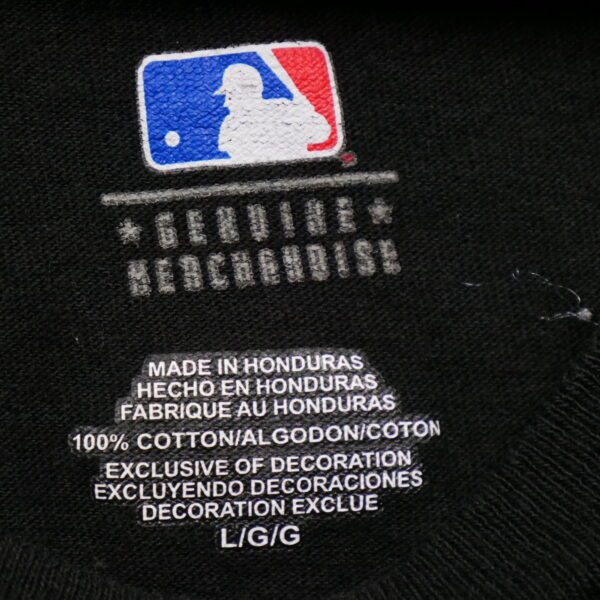 GENUINE
MERCHANDISE
MADE IN HONDURAS
HECHO EN HONDURAS
FABRIQUE AU HONDURAS
100% COTTON/ALGODON/COTON
EXCLUSIVE OF DECORATION
EXCLUYENDO DECORACIONES
DECORATION EXCLUE
L/G/G